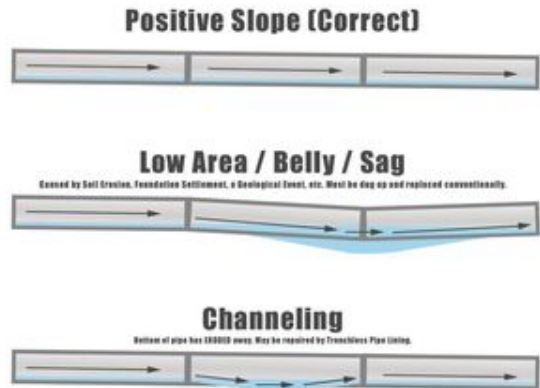 Positive Slope (Correct)
Low Area / Belly / Sag
Caused by Soil Erosion, Foundation Settlement, a Geological Event, etc. Must be dug up and replaced conventionally.
Channeling
Bottom of pipe has ERODED away. May be repaired by Trenchless Pipe Lining.